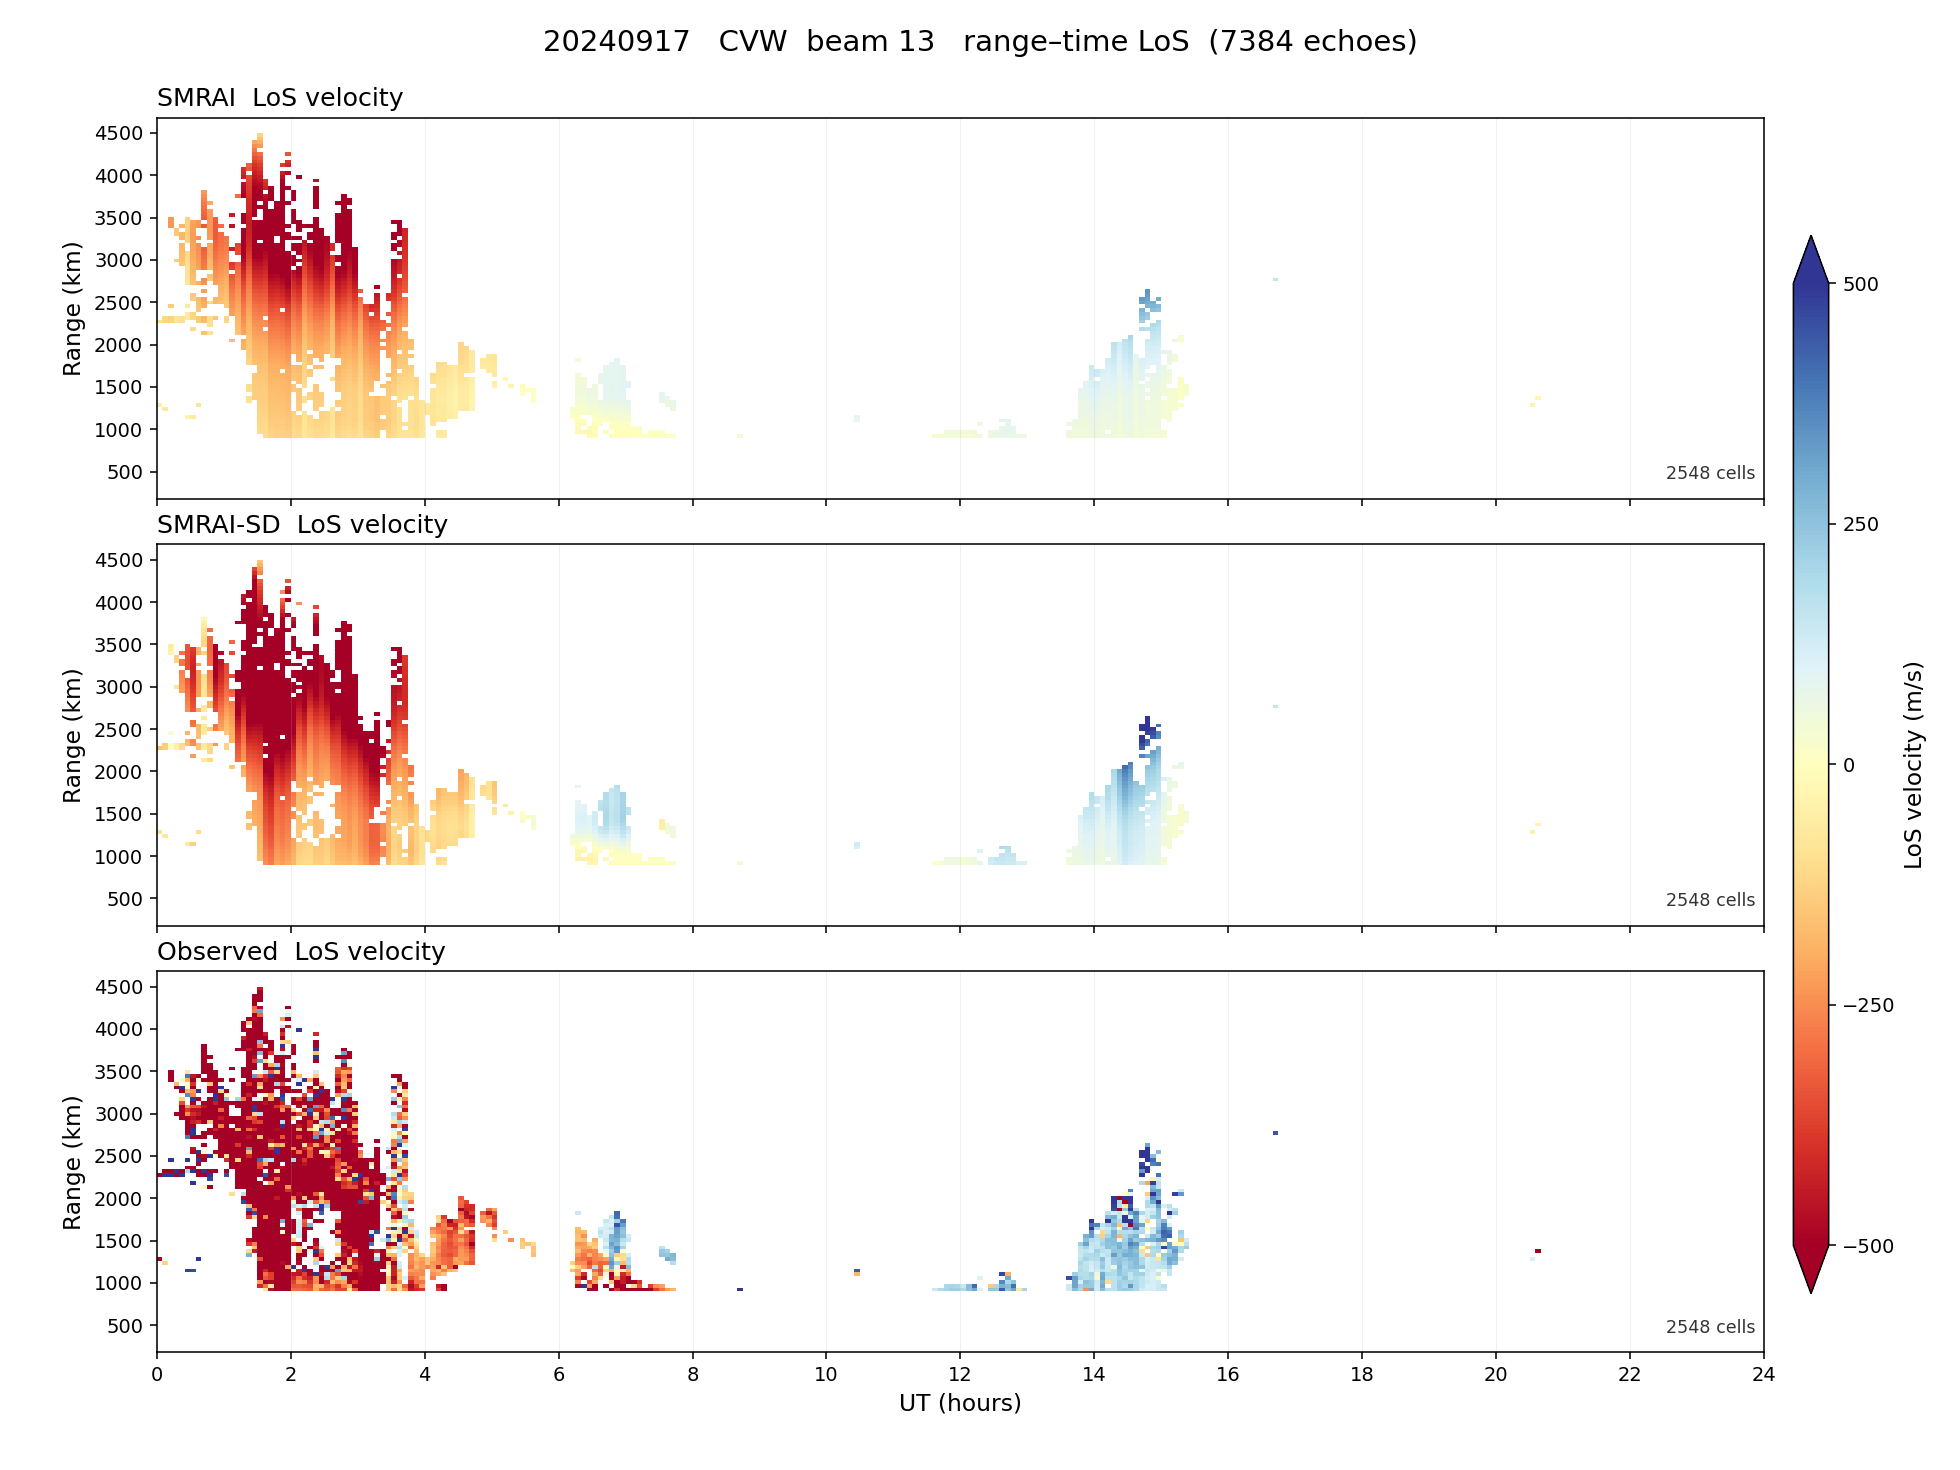 20240917   CVW  beam 13   range–time LoS  (7384 echoes)
SMRAI  LoS velocity
4500
4000
3500
3000
2500
2000
1500
1000
500
Range (km)
2548 cells
SMRAI-SD  LoS velocity
4500
4000
3500
3000
2500
2000
1500
1000
500
Range (km)
2548 cells
Observed  LoS velocity
4500
4000
3500
3000
2500
2000
1500
1000
500
Range (km)
2548 cells
0 2 4 6 8 10 12 14 16 18 20 22 24
UT (hours)
500
250
0
−250
−500
LoS velocity (m/s)